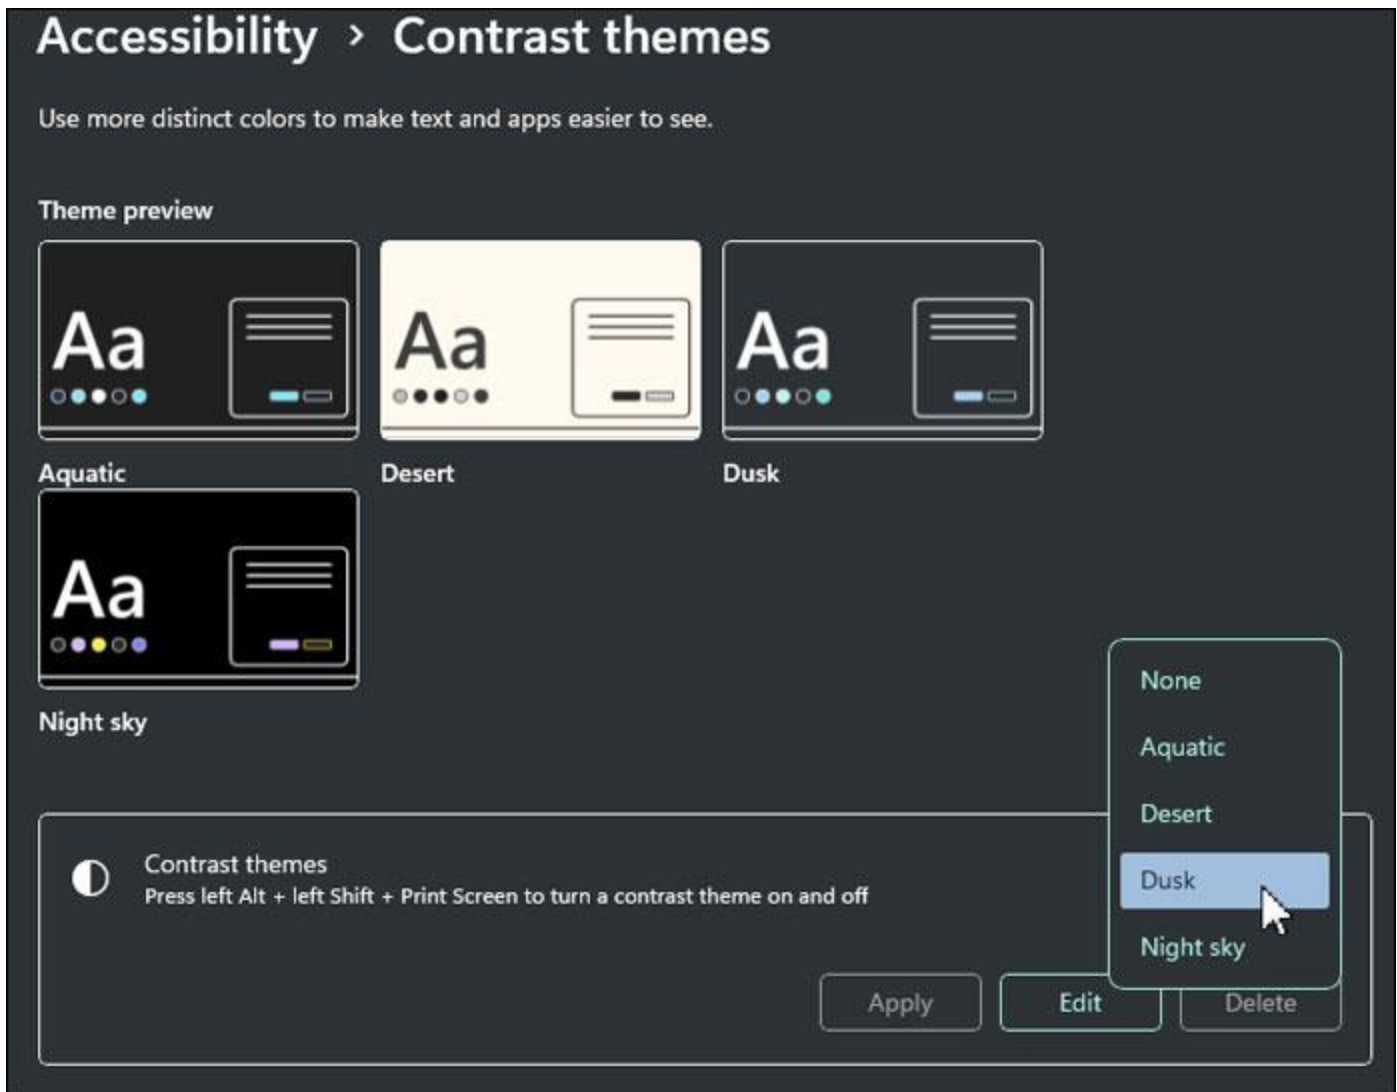 Accessibility > Contrast themes
Use more distinct colors to make text and apps easier to see.
Theme preview
Aa
Aa
Aa
Aquatic
Desert
Dusk
Aa
Night sky
None
Aquatic
Desert
Dusk
Night sky
Contrast themes
Press left Alt + left Shift + Print Screen to turn a contrast theme on and off
Apply
Edit
Delete